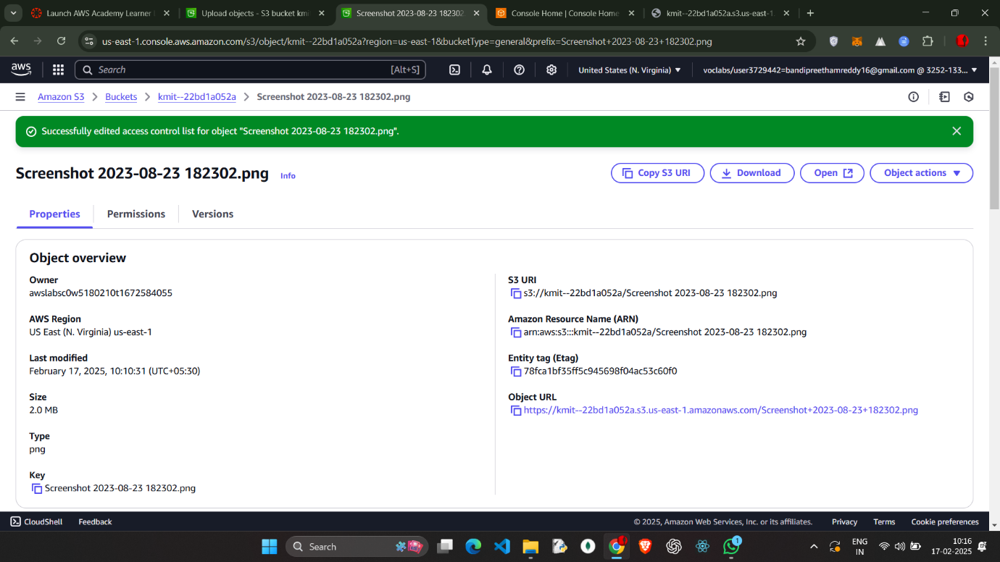 Launch AWS Academy Learner
Upload objects - S3 bucket kmi
Screenshot 2023-08-23 182302
Console Home | Console Home
kmit--22bd1a052a.s3.us-east-1.
us-east-1.console.aws.amazon.com/s3/object/kmit--22bd1a052a?region=us-east-1&bucketType=general&prefix=Screenshot+2023-08-23+182302.png
aws
Search
[Alt+S]
United States (N. Virginia)
voclabs/user3729442=bandipreethamreddy16@gmail.com @ 3252-133...
Amazon S3 > Buckets > kmit--22bd1a052a > Screenshot 2023-08-23 182302.png
Successfully edited access control list for object "Screenshot 2023-08-23 182302.png".
Screenshot 2023-08-23 182302.png Info
Copy S3 URI
Download
Open
Object actions
Properties
Permissions
Versions
Object overview
Owner
awslabsc0w5180210t1672584055
AWS Region
US East (N. Virginia) us-east-1
Last modified
February 17, 2025, 10:10:31 (UTC+05:30)
Size
2.0 MB
Type
png
Key
Screenshot 2023-08-23 182302.png
S3 URI
s3://kmit--22bd1a052a/Screenshot 2023-08-23 182302.png
Amazon Resource Name (ARN)
arn:aws:s3:::kmit--22bd1a052a/Screenshot 2023-08-23 182302.png
Entity tag (Etag)
78fca1bf35ff5c945698f04ac53c60f0
Object URL
https://kmit--22bd1a052a.s3.us-east-1.amazonaws.com/Screenshot+2023-08-23+182302.png
CloudShell
Feedback
© 2025, Amazon Web Services, Inc. or its affiliates.
Privacy
Terms
Cookie preferences
Search
1
ENG
IN
10:16
17-02-2025